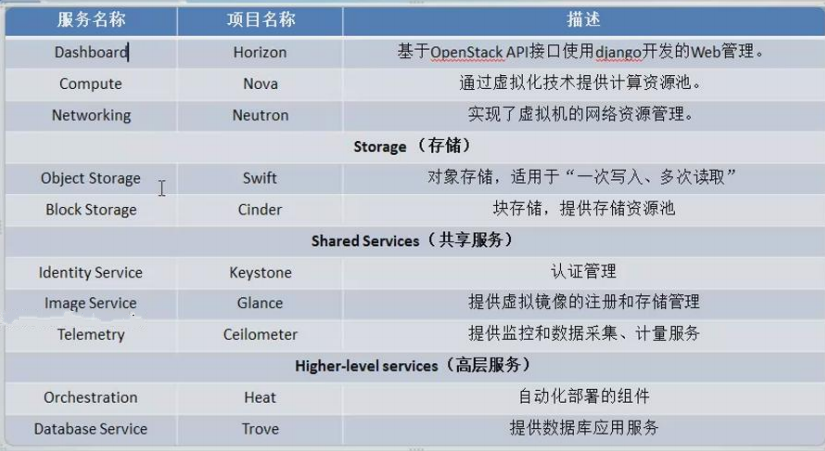 服务名称 项目名称 描述
Dashboard Horizon 基于OpenStack API接口使用django开发的Web管理。
Compute Nova 通过虚拟化技术提供计算资源池。
Networking Neutron 实现了虚拟机的网络资源管理。
Storage （存储）
Object Storage Swift 对象存储，适用于“一次写入、多次读取”
Block Storage Cinder 块存储，提供存储资源池
Shared Services（共享服务）
Identity Service Keystone 认证管理
Image Service Glance 提供虚拟镜像的注册和存储管理
Telemetry Ceilometer 提供监控和数据采集、计量服务
Higher-level services（高层服务）
Orchestration Heat 自动化部署的组件
Database Service Trove 提供数据库应用服务